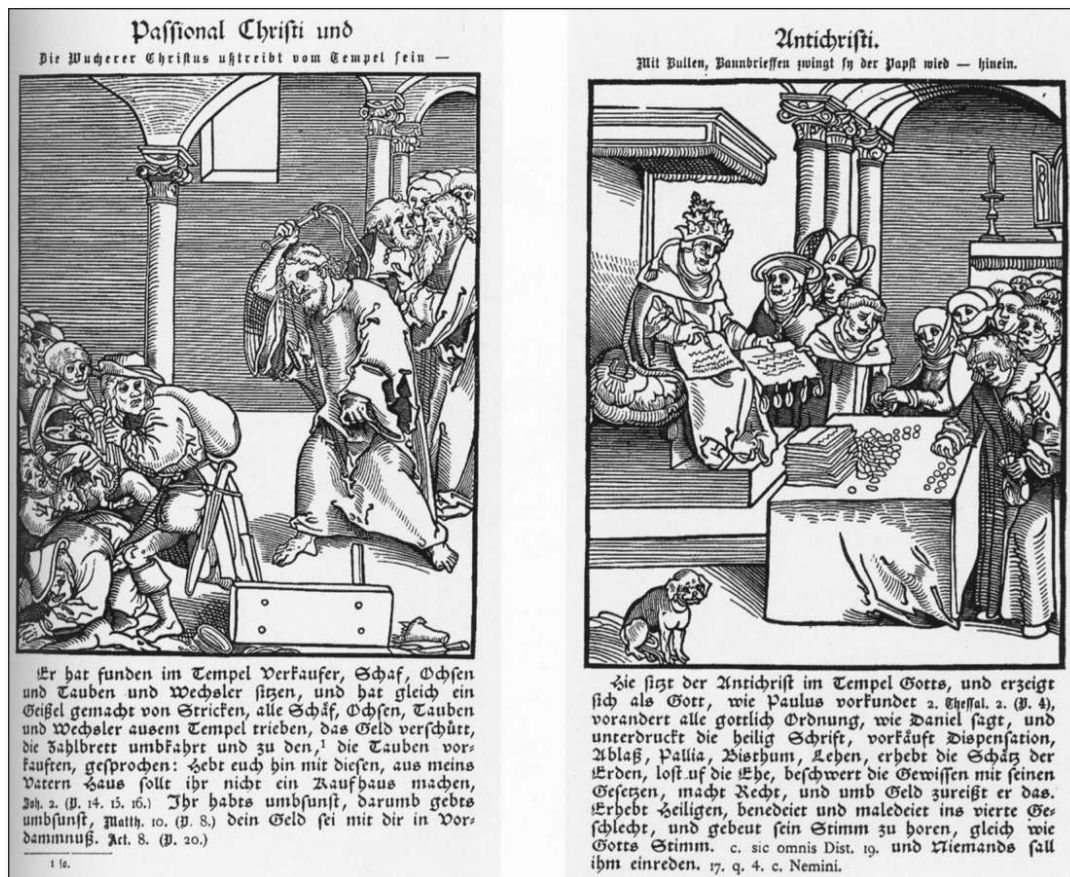 Passional Christi und
Die Wucherer Christus ußtreibt vom Tempel sein —
Er hat funden im Tempel Verkaufer, Schaf, Ochsen
und Tauben und Wechsler sitzen, und hat gleich ein
Geißel gemacht von Stricken, alle Schäf, Ochsen, Tauben
und Wechsler ausem Tempel trieben, das Geld verschütt,
die Zahlbrett umbkahrt und zu den,¹ die Tauben vor-
kauften, gesprochen: Hebt euch hin mit diesen, aus meins
Vatern Haus sollt ihr nicht ein Kaufhaus machen,
Joh. 2. (V. 14. 15. 16.) Ihr habts umbsunst, darumb gebts
umbsunst, Matth. 10. (V. 8.) dein Geld sei mit dir in Vor-
dammnuß. Act. 8. (V. 20.)
1 so.
Antichristi.
Mit Bullen, Bannbrieffen zwingt sy der Papst wied — hinein.
Hie sitzt der Antichrist im Tempel Gotts, und erzeigt
sich als Gott, wie Paulus vorkundet 2. Thessal. 2. (V. 4),
vorandert alle gottlich Ordnung, wie Daniel sagt, und
unterdruckt die heilig Schrift, vorkäuft Dispensation,
Ablaß, Pallia, Bisthum, Lehen, erhebt die Schätz der
Erden, lost uf die Ehe, beschwert die Gewissen mit seinen
Gesetzen, macht Recht, und umb Geld zureißt er das.
Erhebt Heiligen, benedeiet und maledeiet ins vierte Ge-
schlecht, und gebeut sein Stimm zu horen, gleich wie
Gotts Stimm. c. sic omnis Dist. 19. und Niemands sall
ihm einreden. 17. q. 4. c. Nemini.